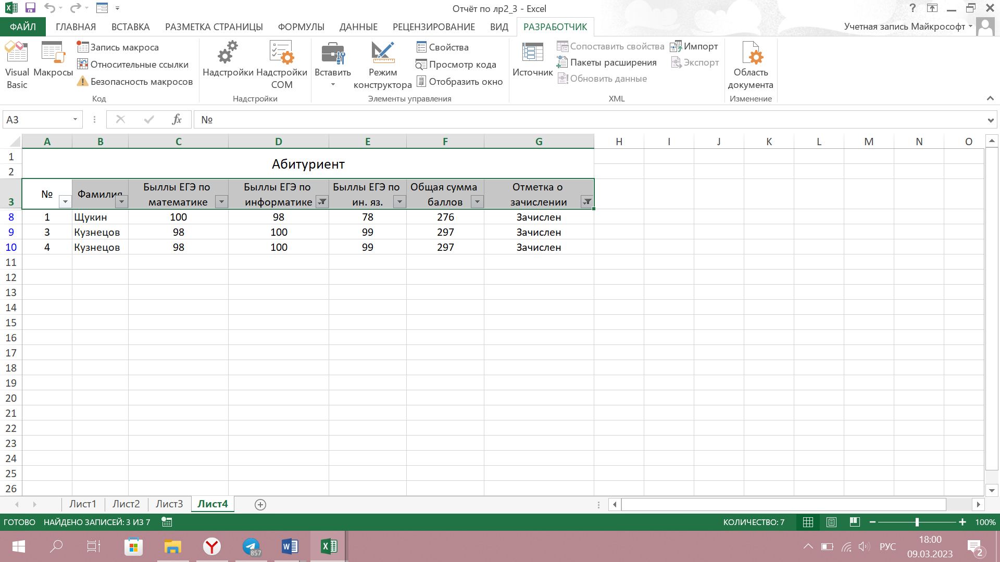 Отчёт по лр2_3 - Excel
ФАЙЛ ГЛАВНАЯ ВСТАВКА РАЗМЕТКА СТРАНИЦЫ ФОРМУЛЫ ДАННЫЕ РЕЦЕНЗИРОВАНИЕ ВИД РАЗРАБОТЧИК Учетная запись Майкрософт
Visual Basic
Макросы
Запись макроса
Относительные ссылки
Безопасность макросов
Код
Надстройки
Надстройки COM
Надстройки
Вставить
Режим конструктора
Свойства
Просмотр кода
Отобразить окно
Элементы управления
Источник
Сопоставить свойства
Пакеты расширения
Обновить данные
Импорт
Экспорт
XML
Область документа
Изменение
A3 fx №
A B C D E F G H I J K L M N O
1
2
Абитуриент
3 № Фамилия Быллы ЕГЭ по математике Быллы ЕГЭ по информатике Быллы ЕГЭ по ин. яз. Общая сумма баллов Отметка о зачислении
8 1 Щукин 100 98 78 276 Зачислен
9 3 Кузнецов 98 100 99 297 Зачислен
10 4 Кузнецов 98 100 99 297 Зачислен
11
12
13
14
15
16
17
18
19
20
21
22
23
24
25
26
Лист1 Лист2 Лист3 Лист4
ГОТОВО НАЙДЕНО ЗАПИСЕЙ: 3 ИЗ 7 КОЛИЧЕСТВО: 7 100%
857
РУС
18:00
09.03.2023
2